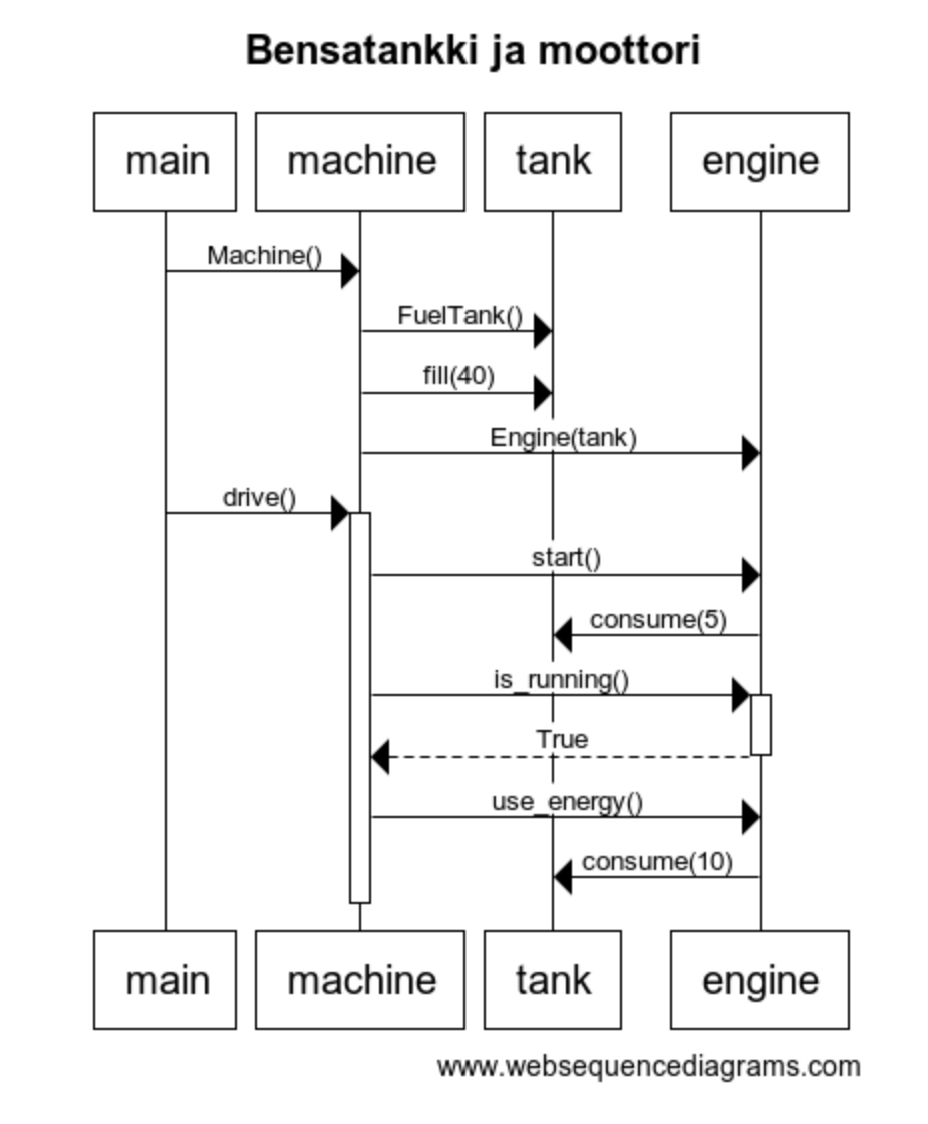 Bensatankki ja moottori
main machine tank engine
Machine()
FuelTank()
fill(40)
Engine(tank)
drive()
start()
consume(5)
is_running()
True
use_energy()
consume(10)
main machine tank engine
www.websequencediagrams.com